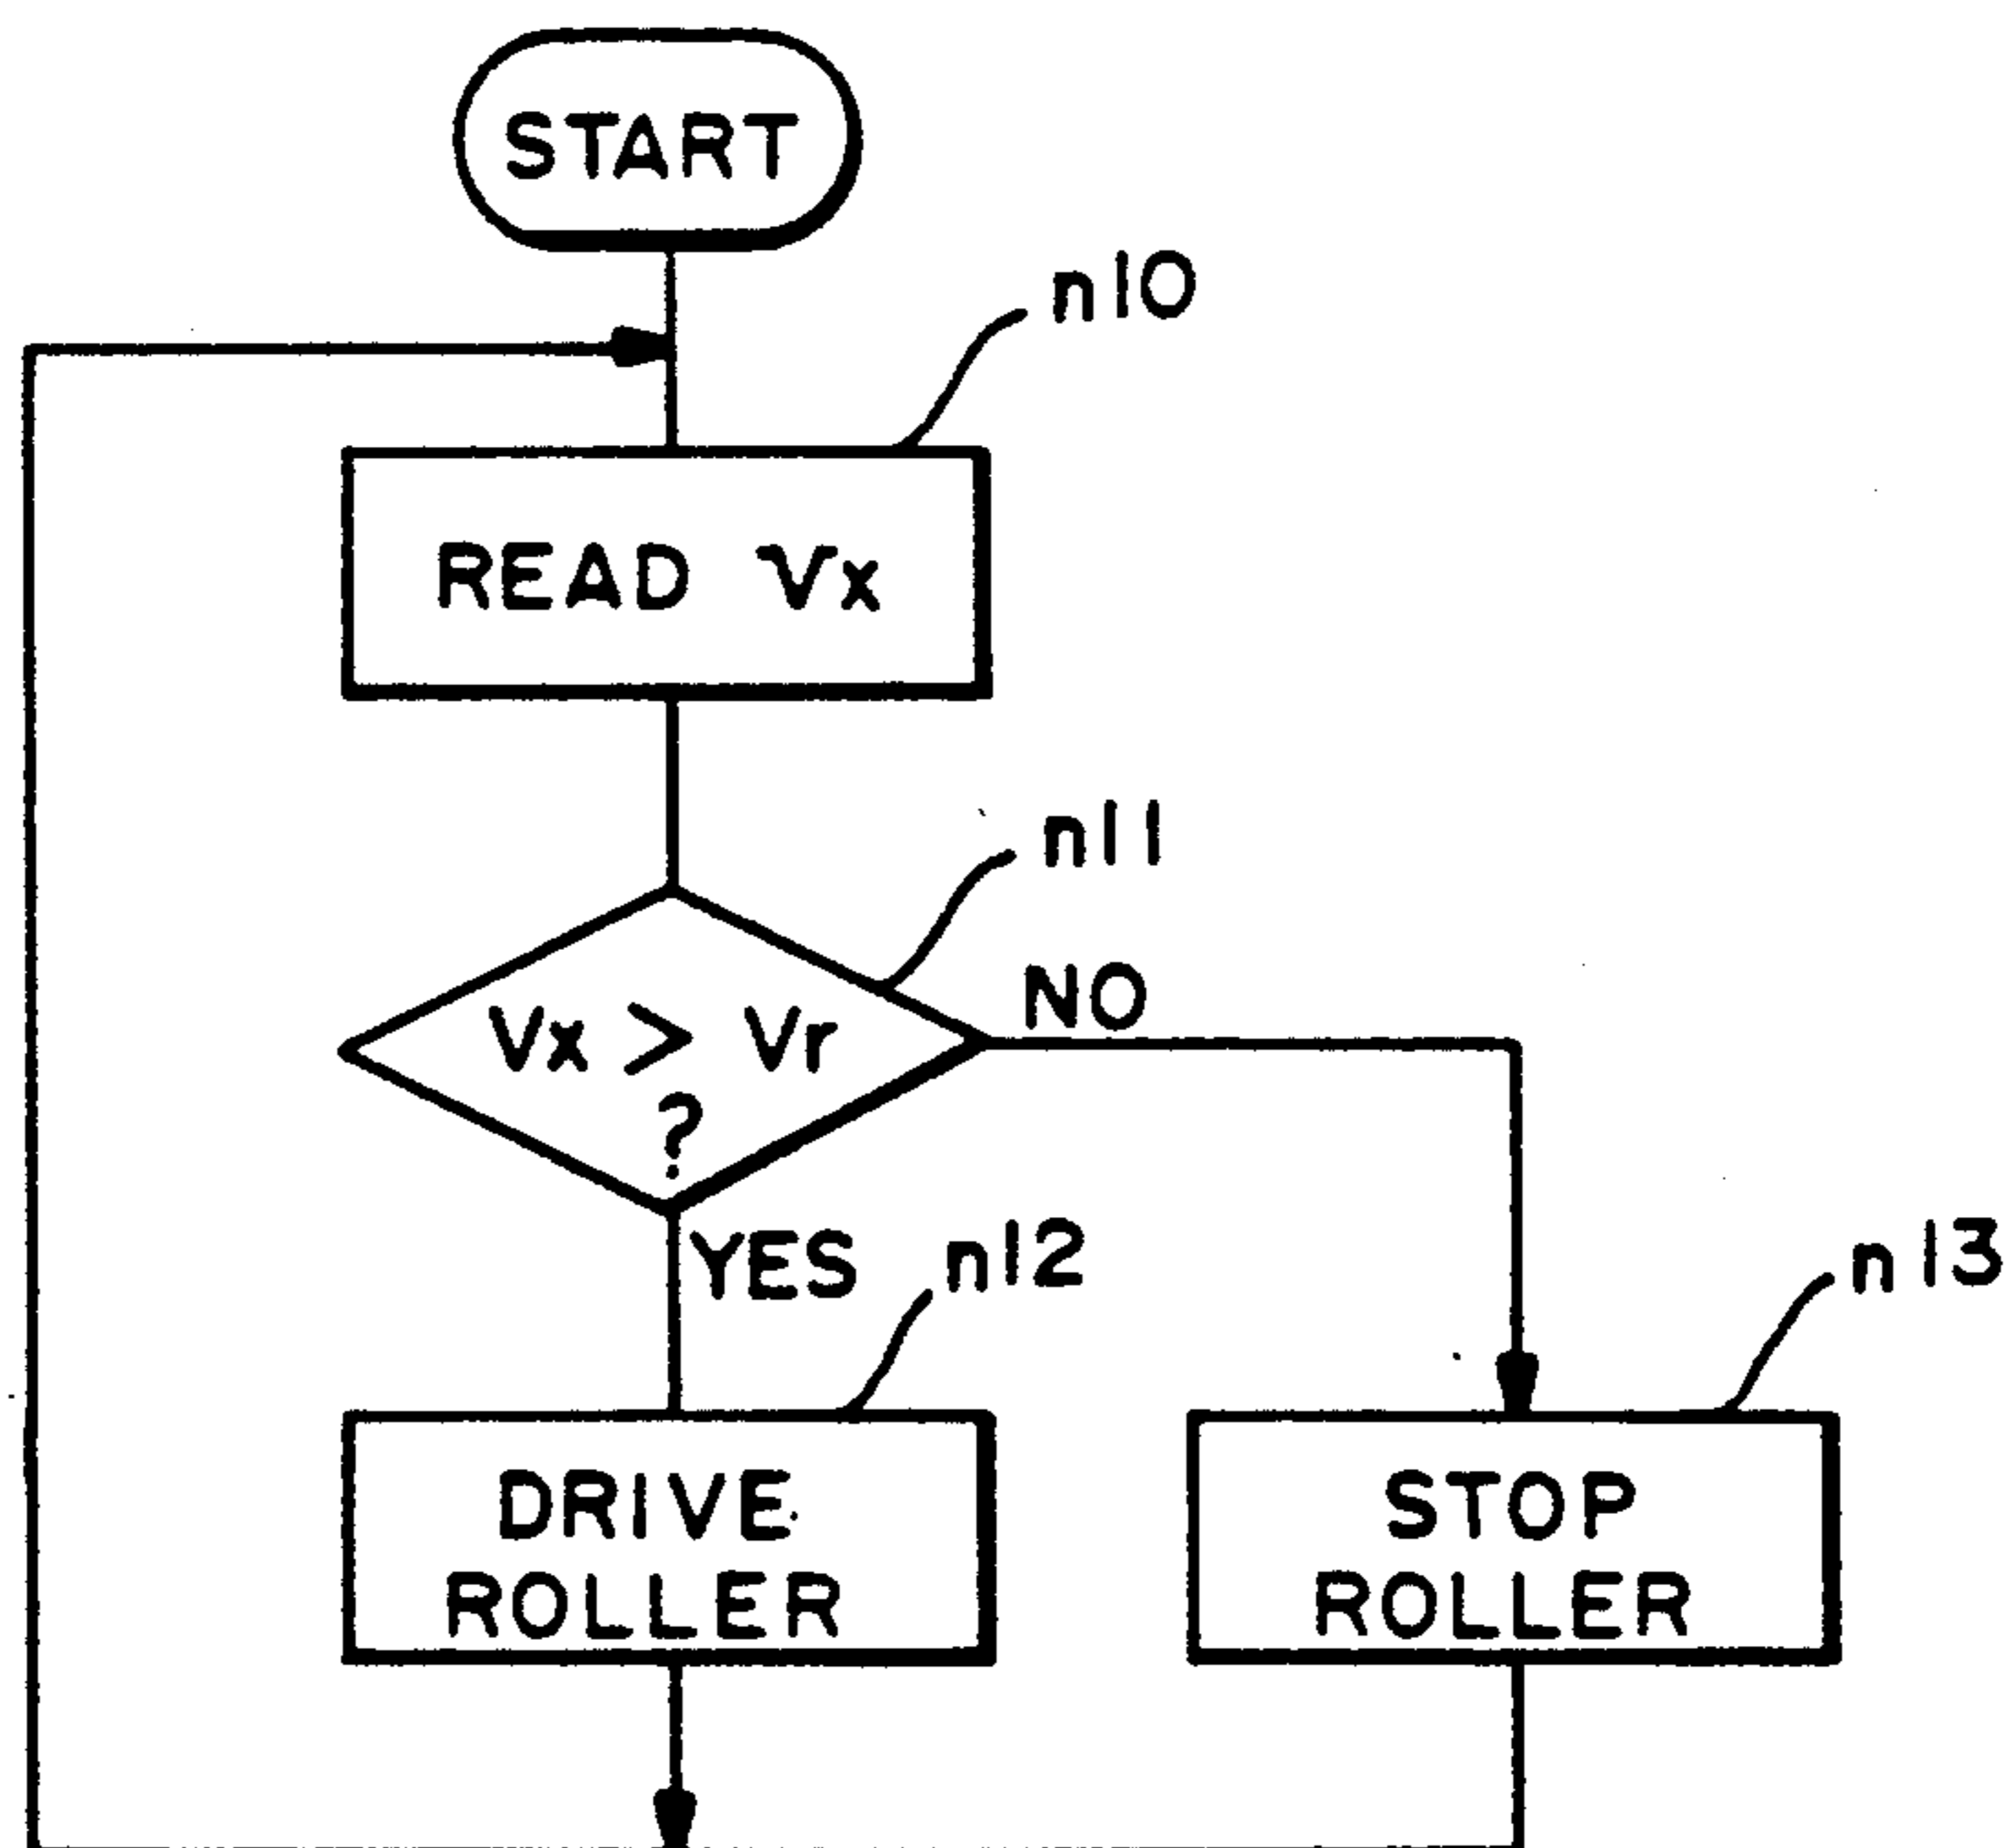 START
n10
READ Vx
n11
Vx > Vr
?
NO
YES
n12
n13
DRIVE
ROLLER
STOP
ROLLER